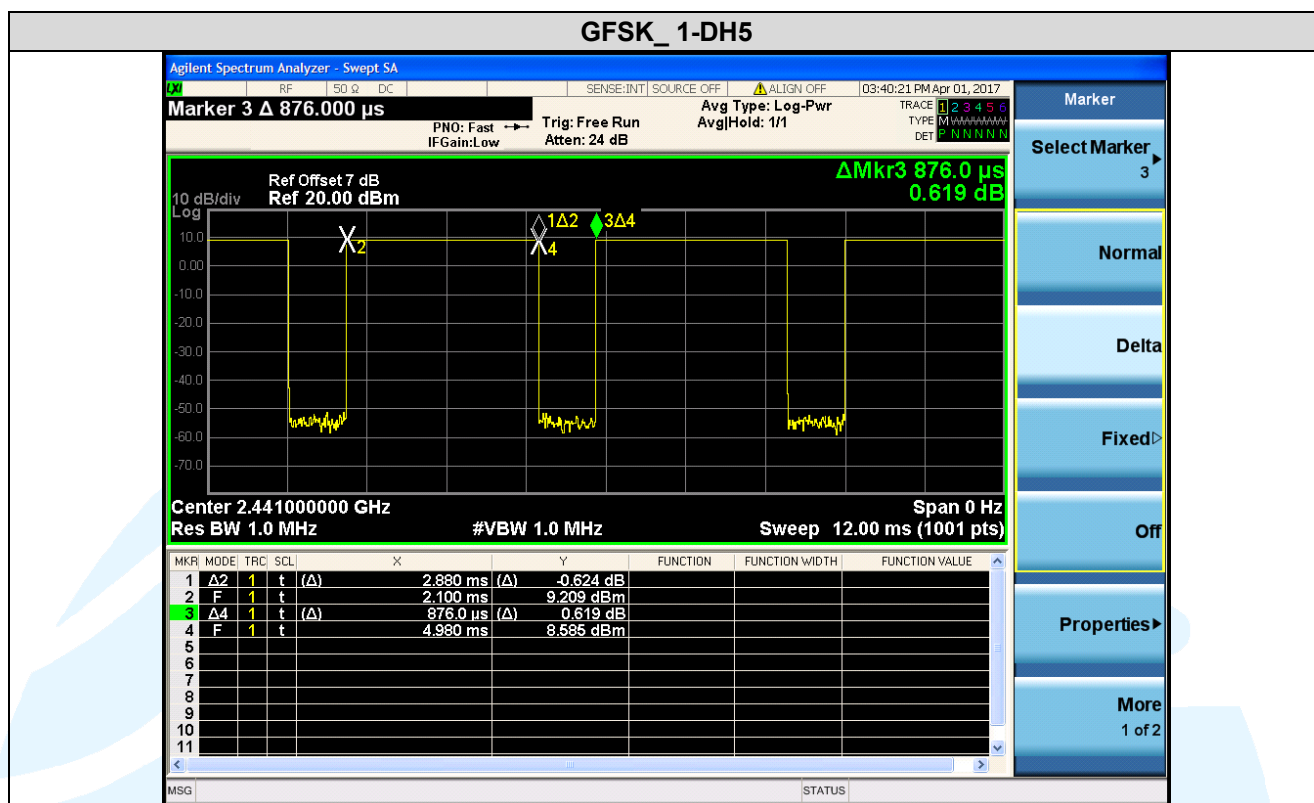 GFSK_ 1-DH5
Agilent Spectrum Analyzer - Swept SA
LXI RF 50 Ω DC SENSE:INT SOURCE OFF ALIGN OFF 03:40:21 PM Apr 01, 2017
Marker 3 Δ 876.000 µs
PNO: Fast
IFGain:Low
Trig: Free Run
Atten: 24 dB
Avg Type: Log-Pwr
Avg|Hold: 1/1
TRACE 1 2 3 4 5 6
TYPE M WWWWW
DET P N N N N N
ΔMkr3 876.0 µs
0.619 dB
Ref Offset 7 dB
10 dB/div Ref 20.00 dBm
Log
1Δ2 3Δ4
2
4
10.0
0.00
-10.0
-20.0
-30.0
-40.0
-50.0
-60.0
-70.0
Center 2.441000000 GHz Span 0 Hz
Res BW 1.0 MHz #VBW 1.0 MHz Sweep 12.00 ms (1001 pts)
MKR MODE TRC SCL X Y FUNCTION FUNCTION WIDTH FUNCTION VALUE
1 Δ2 1 t (Δ) 2.880 ms (Δ) -0.624 dB
2 F 1 t 2.100 ms 9.209 dBm
3 Δ4 1 t (Δ) 876.0 µs (Δ) 0.619 dB
4 F 1 t 4.980 ms 8.585 dBm
5
6
7
8
9
10
11
MSG STATUS
Marker
Select Marker
3
Normal
Delta
Fixed
Off
Properties
More
1 of 2